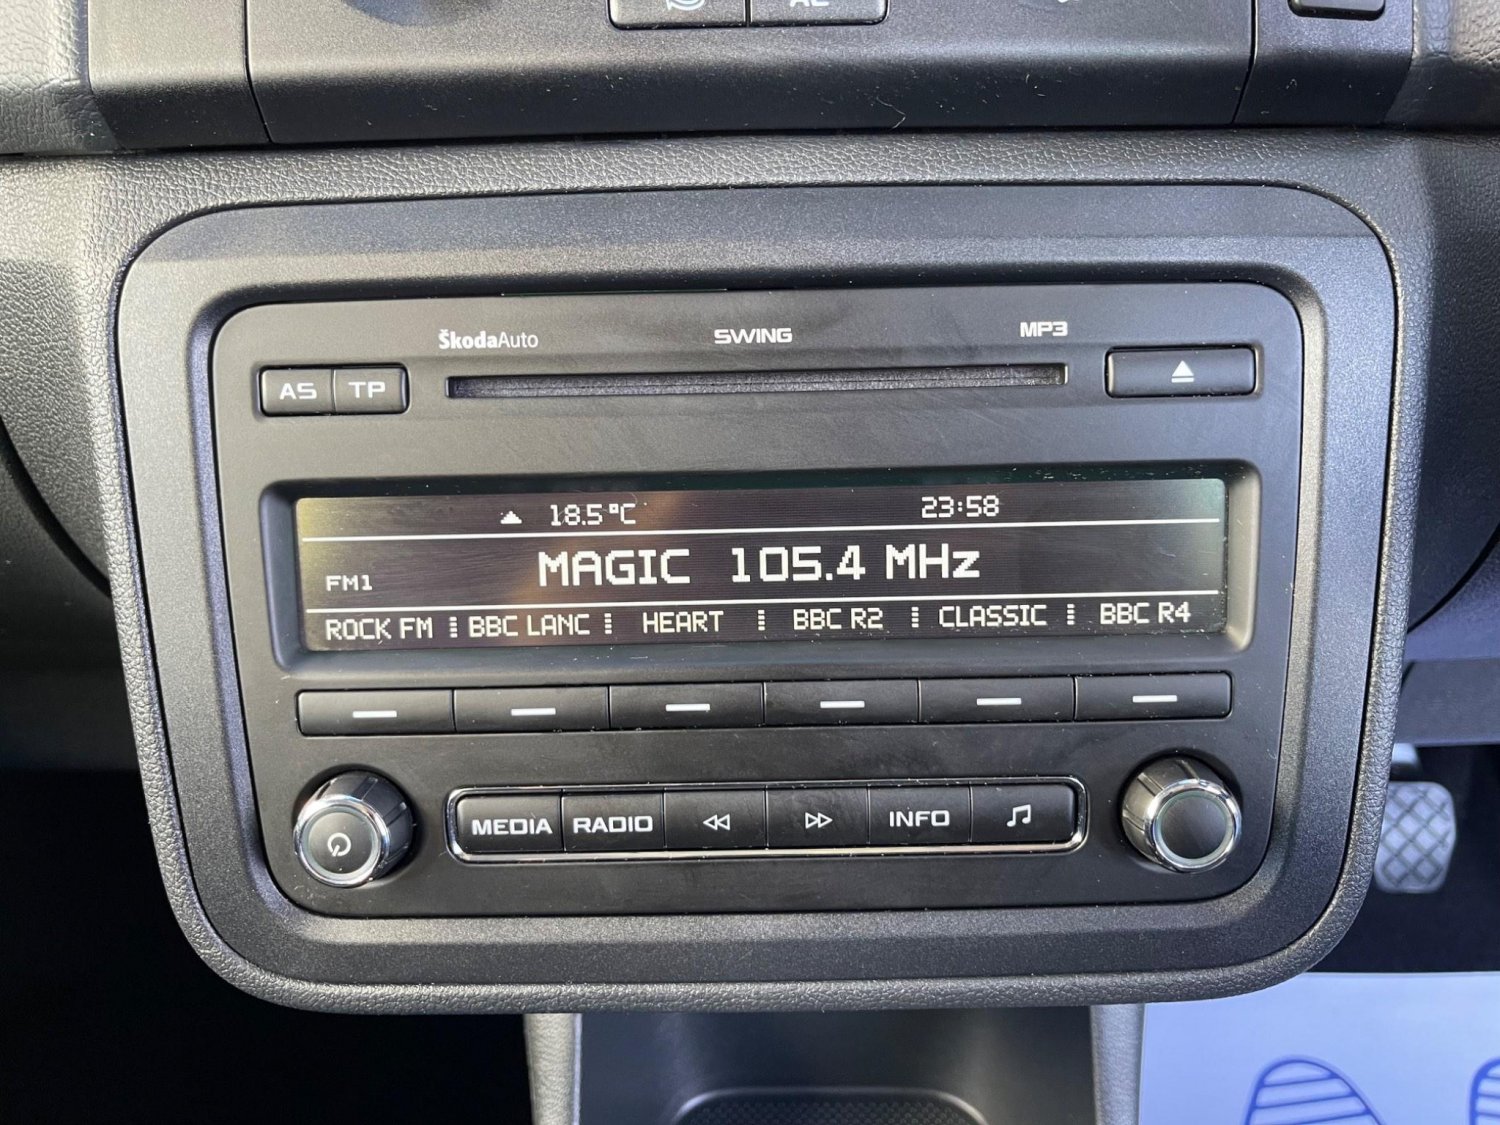 ŠkodaAuto SWING MP3
AS TP
18.5°C 23:58
FM1 MAGIC 105.4 MHz
ROCK FM BBC LANC HEART BBC R2 CLASSIC BBC R4
MEDIA RADIO INFO